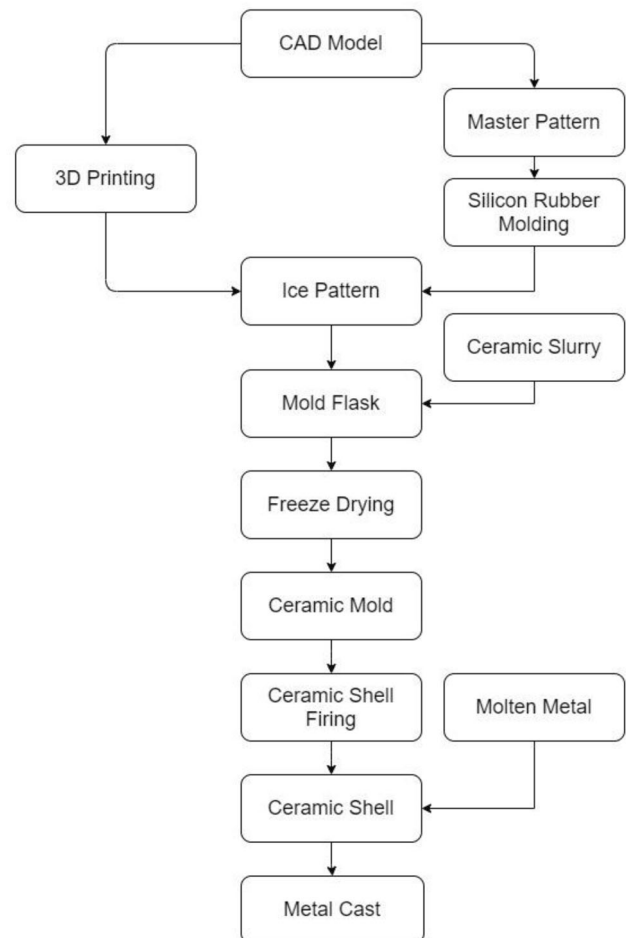 CAD Model
Master Pattern
3D Printing
Silicon Rubber
Molding
Ice Pattern
Ceramic Slurry
Mold Flask
Freeze Drying
Ceramic Mold
Ceramic Shell
Firing
Molten Metal
Ceramic Shell
Metal Cast